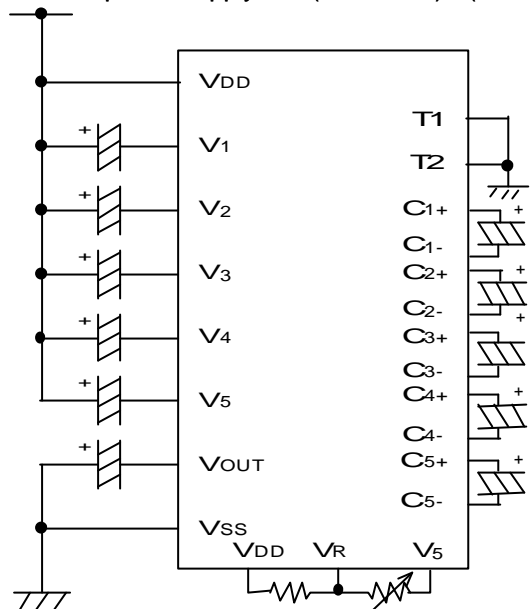 VDD
+
V1
+
V2
+
V3
+
V4
+
V5
+
VOUT
VSS
T1
T2
C1+ +
C1-
C2+ +
C2-
C3+ +
C3-
C4+ +
C4-
C5+ +
C5-
VDD VR V5